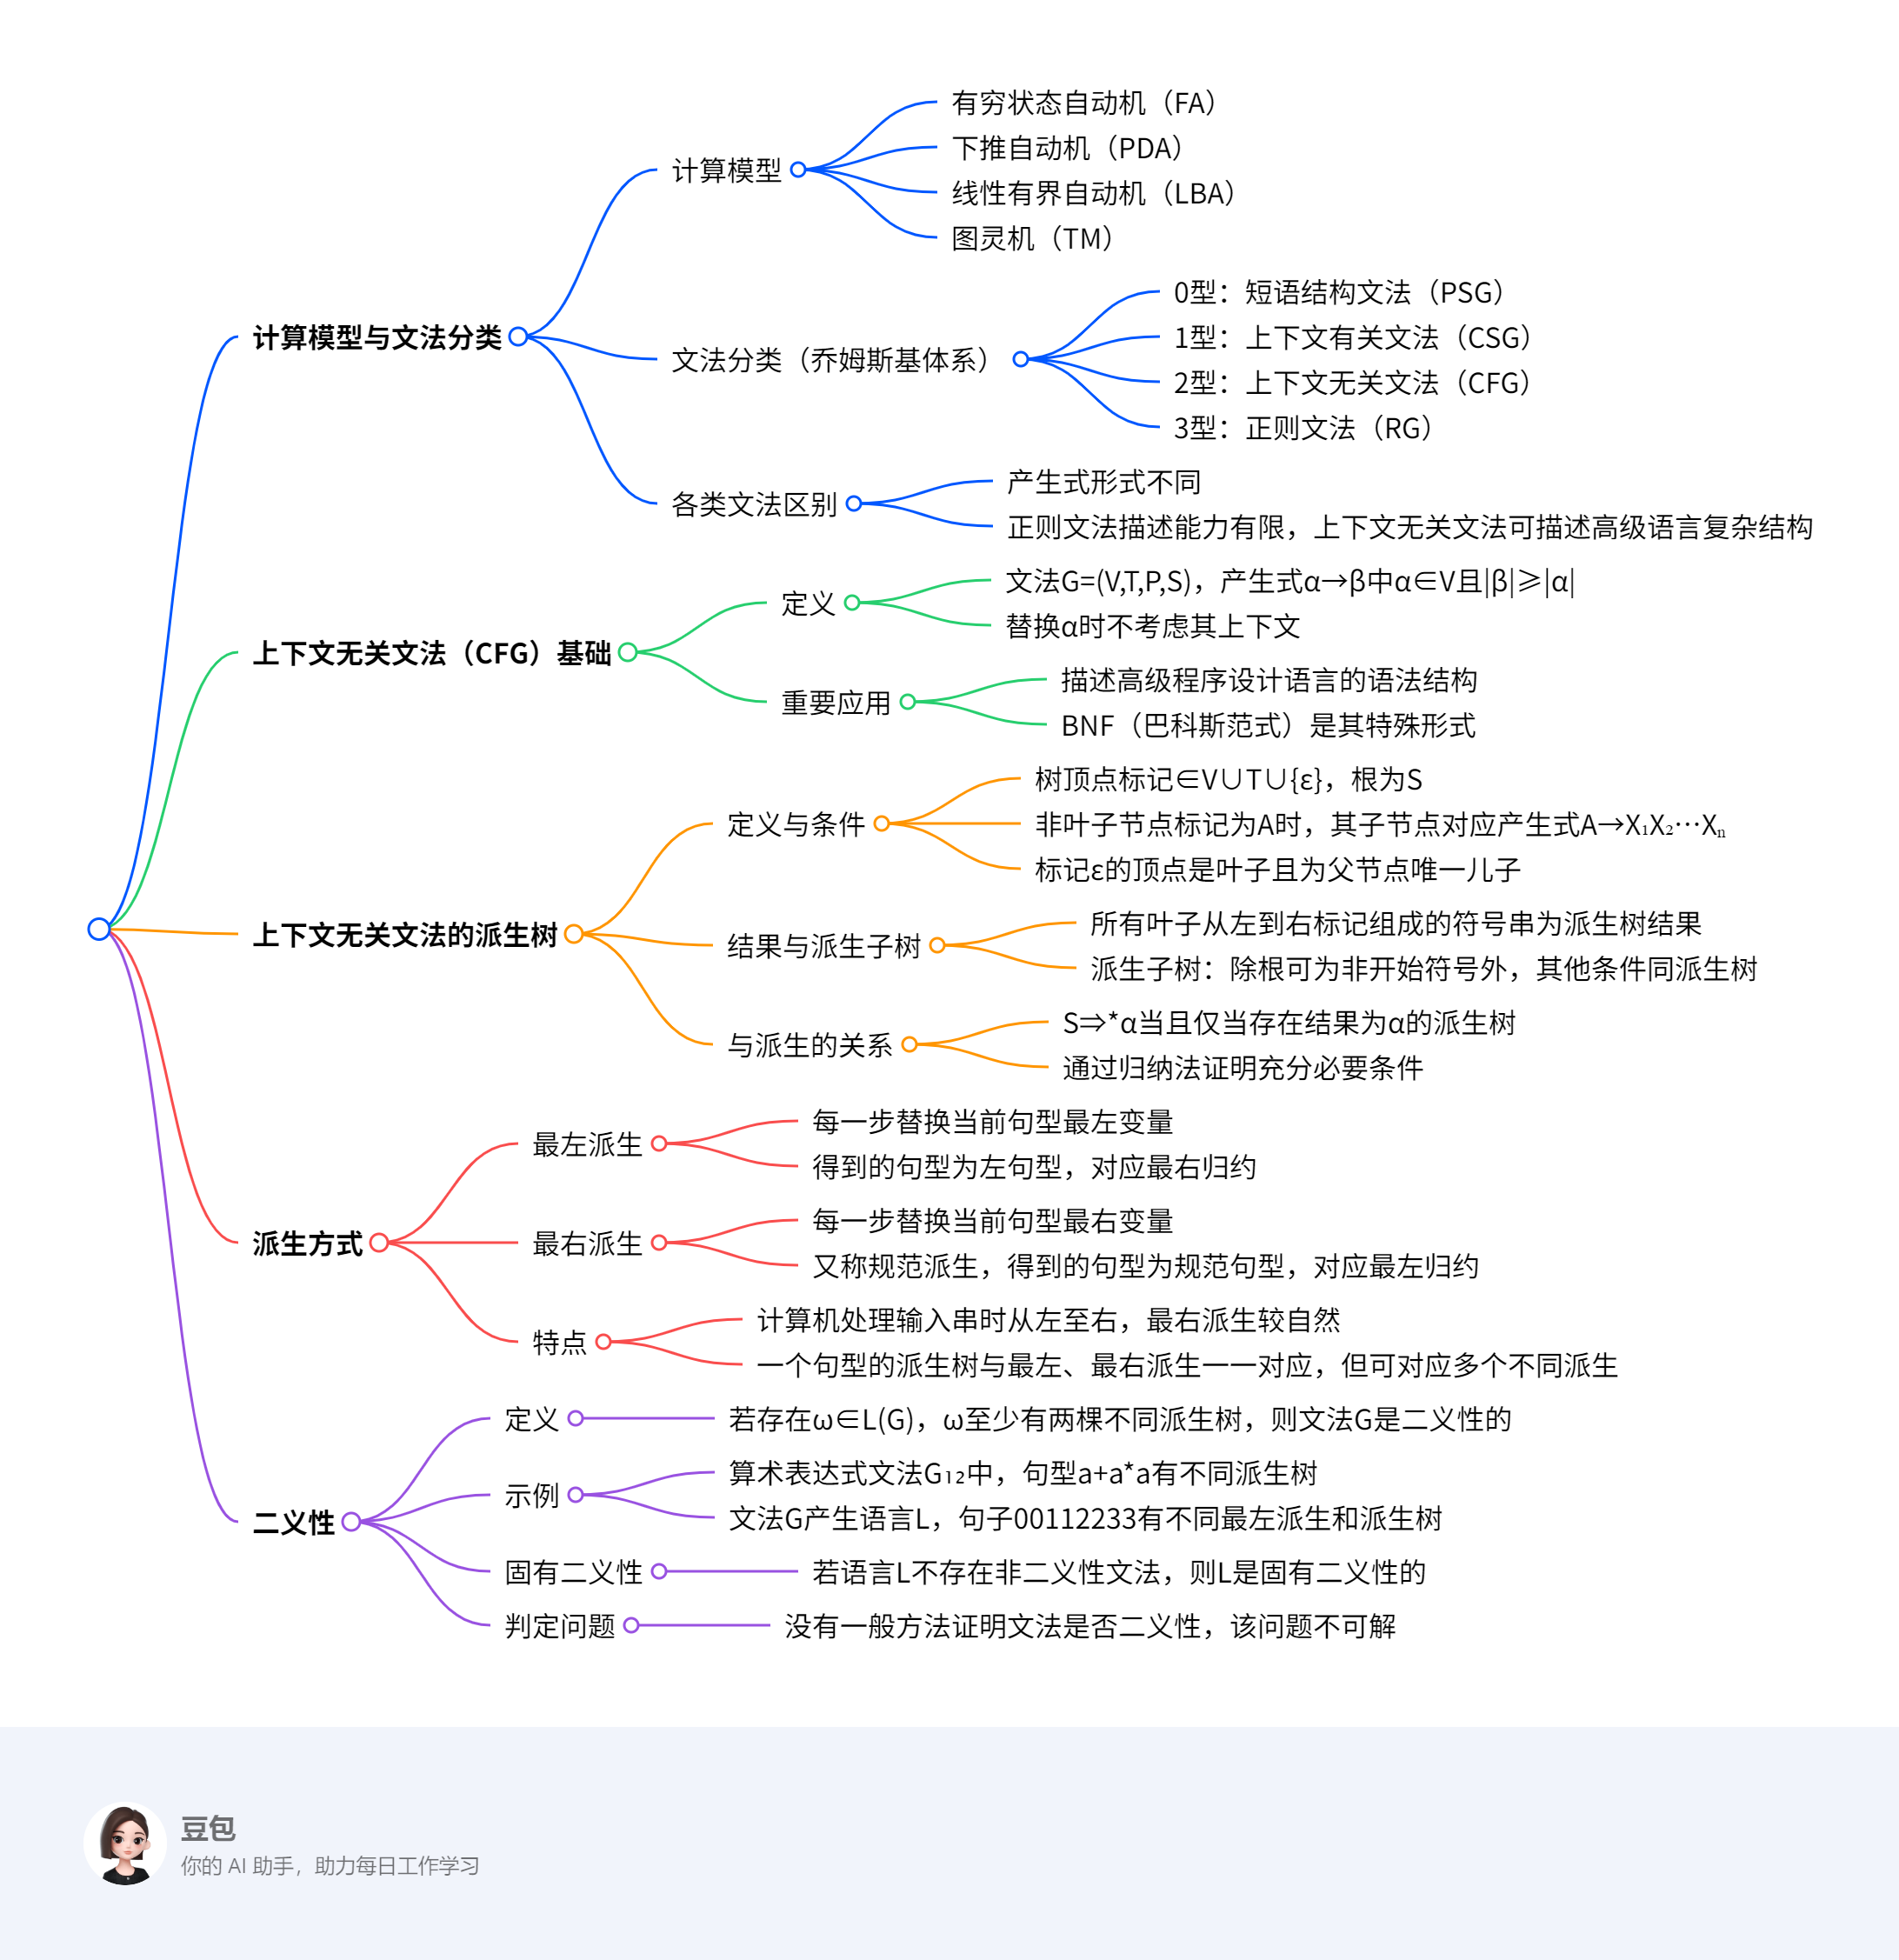 计算模型与文法分类
计算模型
有穷状态自动机（FA）
下推自动机（PDA）
线性有界自动机（LBA）
图灵机（TM）
文法分类（乔姆斯基体系）
0型：短语结构文法（PSG）
1型：上下文有关文法（CSG）
2型：上下文无关文法（CFG）
3型：正则文法（RG）
各类文法区别
产生式形式不同
正则文法描述能力有限，上下文无关文法可描述高级语言复杂结构
上下文无关文法（CFG）基础
定义
文法G=(V,T,P,S)，产生式α→β中α∈V且|β|≥|α|
替换α时不考虑其上下文
重要应用
描述高级程序设计语言的语法结构
BNF（巴科斯范式）是其特殊形式
上下文无关文法的派生树
定义与条件
树顶点标记∈V∪T∪{ε}，根为S
非叶子节点标记为A时，其子节点对应产生式A→X₁X₂⋯Xₙ
标记ε的顶点是叶子且为父节点唯一儿子
结果与派生子树
所有叶子从左到右标记组成的符号串为派生树结果
派生子树：除根可为非开始符号外，其他条件同派生树
与派生的关系
S⇒*α当且仅当存在结果为α的派生树
通过归纳法证明充分必要条件
派生方式
最左派生
每一步替换当前句型最左变量
得到的句型为左句型，对应最右归约
最右派生
每一步替换当前句型最右变量
又称规范派生，得到的句型为规范句型，对应最左归约
特点
计算机处理输入串时从左至右，最右派生较自然
一个句型的派生树与最左、最右派生一一对应，但可对应多个不同派生
二义性
定义
若存在ω∈L(G)，ω至少有两棵不同派生树，则文法G是二义性的
示例
算术表达式文法G₁₂中，句型a+a*a有不同派生树
文法G产生语言L，句子00112233有不同最左派生和派生树
固有二义性
若语言L不存在非二义性文法，则L是固有二义性的
判定问题
没有一般方法证明文法是否二义性，该问题不可解
豆包
你的 AI 助手，助力每日工作学习